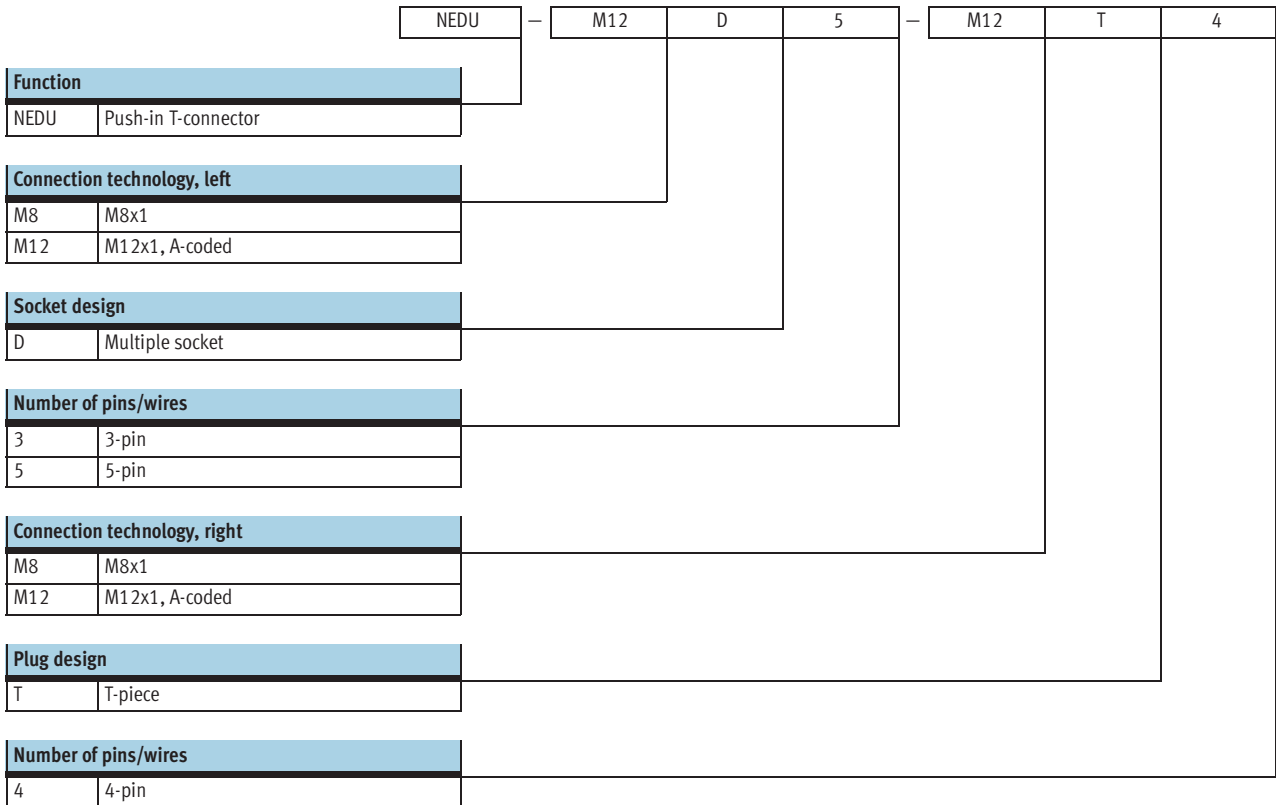 NEDU – M12 D 5 – M12 T 4
Function
NEDU Push-in T-connector
Connection technology, left
M8 M8x1
M12 M12x1, A-coded
Socket design
D Multiple socket
Number of pins/wires
3 3-pin
5 5-pin
Connection technology, right
M8 M8x1
M12 M12x1, A-coded
Plug design
T T-piece
Number of pins/wires
4 4-pin